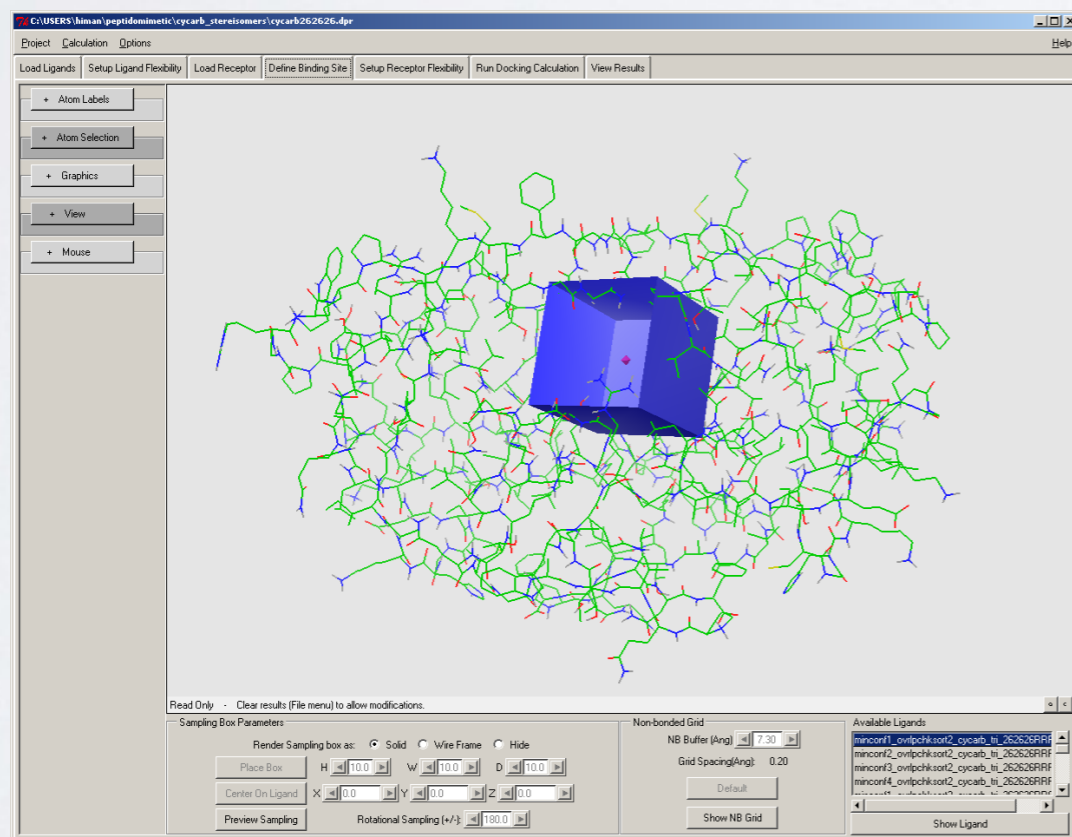 C:\USERS\himan\peptidomimetic\cycarb_stereisomers\cycarb262626.dpr
Project Calculation Options Help
Load Ligands Setup Ligand Flexibility Load Receptor Define Binding Site Setup Receptor Flexibility Run Docking Calculation View Results
+ Atom Labels
+ Atom Selection
+ Graphics
+ View
+ Mouse
Read Only - Clear results (File menu) to allow modifications.
Sampling Box Parameters
Render Sampling box as: Solid Wire Frame Hide
Place Box H 10.0 W 10.0 D 10.0
Center On Ligand X 0.0 Y 0.0 Z 0.0
Preview Sampling Rotational Sampling (+/-): 180.0
Non-bonded Grid
NB Buffer (Ang) 7.30
Grid Spacing(Ang): 0.20
Default
Show NB Grid
Available Ligands
minconf1_ovrlpchksort2_cycarb_tri_262626RRF
minconf2_ovrlpchksort2_cycarb_tri_262626RRF
minconf3_ovrlpchksort2_cycarb_tri_262626RRF
minconf4_ovrlpchksort2_cycarb_tri_262626RRF
Show Ligand